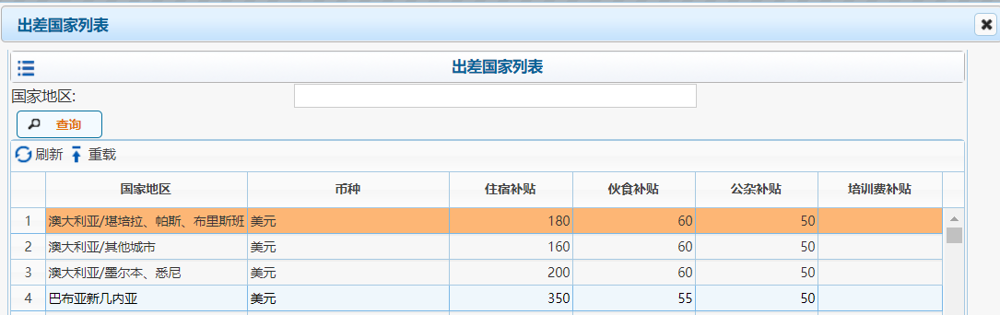 出差国家列表
出差国家列表
国家地区:
查询
刷新 重载
国家地区 币种 住宿补贴 伙食补贴 公杂补贴 培训费补贴
1 澳大利亚/堪培拉、帕斯、布里斯班 美元 180 60 50
2 澳大利亚/其他城市 美元 160 60 50
3 澳大利亚/墨尔本、悉尼 美元 200 60 50
4 巴布亚新几内亚 美元 350 55 50